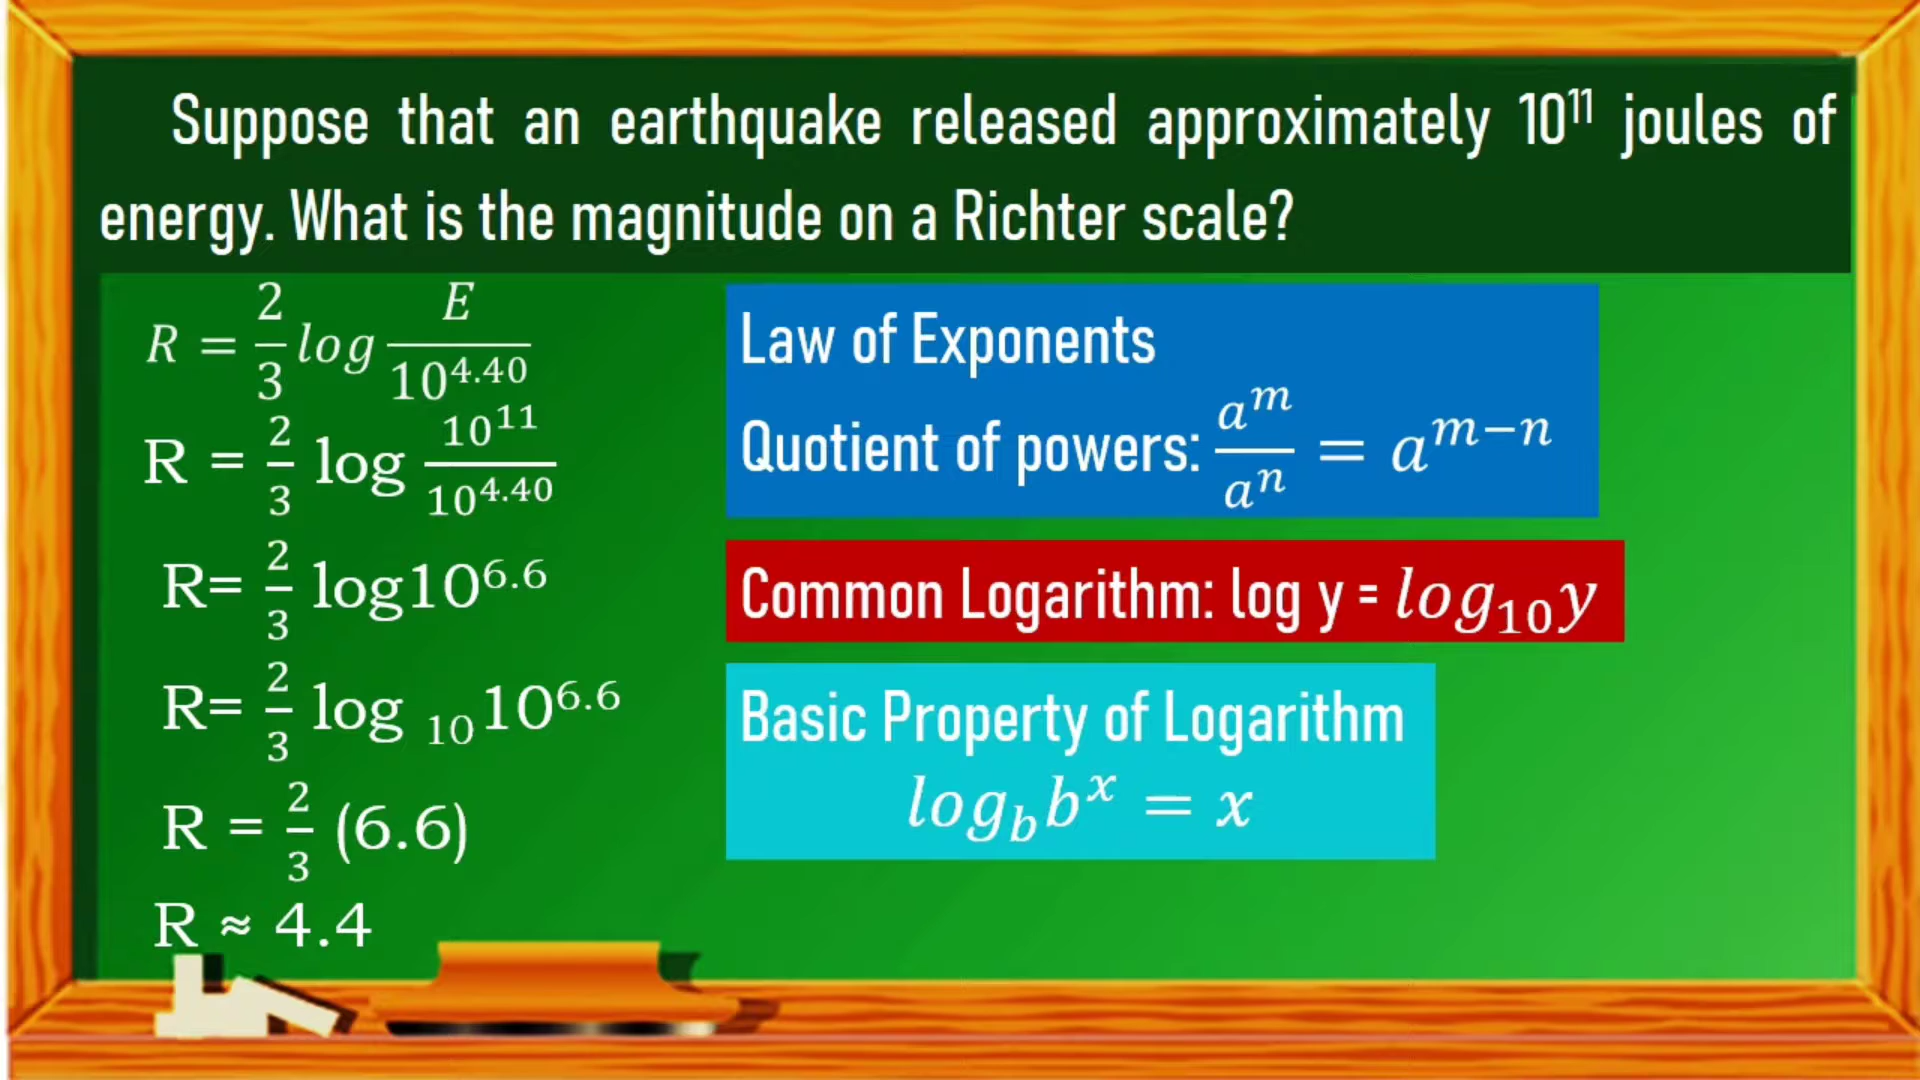 Suppose that an earthquake released approximately 10¹¹ joules of
energy. What is the magnitude on a Richter scale?
R = 2/3 log E/10^4.40
R = 2/3 log 10^11/10^4.40
R= 2/3 log10^6.6
R= 2/3 log ₁₀10^6.6
R = 2/3 (6.6)
R ≈ 4.4
Law of Exponents
Quotient of powers: a^m/a^n = a^(m−n)
Common Logarithm: log y = log₁₀y
Basic Property of Logarithm
log_b b^x = x